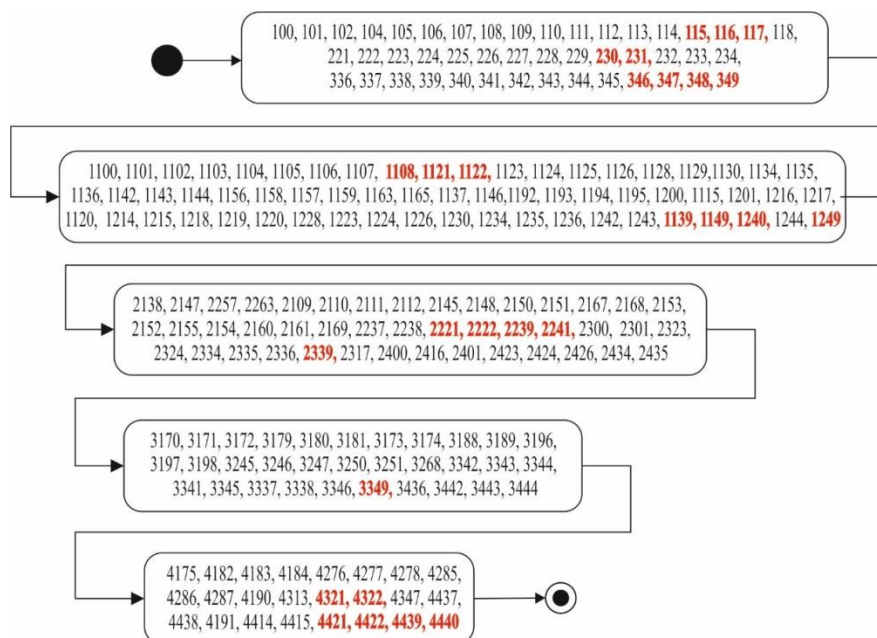 100, 101, 102, 104, 105, 106, 107, 108, 109, 110, 111, 112, 113, 114, 115, 116, 117, 118,
221, 222, 223, 224, 225, 226, 227, 228, 229, 230, 231, 232, 233, 234,
336, 337, 338, 339, 340, 341, 342, 343, 344, 345, 346, 347, 348, 349
1100, 1101, 1102, 1103, 1104, 1105, 1106, 1107, 1108, 1121, 1122, 1123, 1124, 1125, 1126, 1128, 1129,1130, 1134, 1135,
1136, 1142, 1143, 1144, 1156, 1158, 1157, 1159, 1163, 1165, 1137, 1146,1192, 1193, 1194, 1195, 1200, 1115, 1201, 1216, 1217,
1120, 1214, 1215, 1218, 1219, 1220, 1228, 1223, 1224, 1226, 1230, 1234, 1235, 1236, 1242, 1243, 1139, 1149, 1240, 1244, 1249
2138, 2147, 2257, 2263, 2109, 2110, 2111, 2112, 2145, 2148, 2150, 2151, 2167, 2168, 2153,
2152, 2155, 2154, 2160, 2161, 2169, 2237, 2238, 2221, 2222, 2239, 2241, 2300, 2301, 2323,
2324, 2334, 2335, 2336, 2339, 2317, 2400, 2416, 2401, 2423, 2424, 2426, 2434, 2435
3170, 3171, 3172, 3179, 3180, 3181, 3173, 3174, 3188, 3189, 3196,
3197, 3198, 3245, 3246, 3247, 3250, 3251, 3268, 3342, 3343, 3344,
3341, 3345, 3337, 3338, 3346, 3349, 3436, 3442, 3443, 3444
4175, 4182, 4183, 4184, 4276, 4277, 4278, 4285,
4286, 4287, 4190, 4313, 4321, 4322, 4347, 4437,
4438, 4191, 4414, 4415, 4421, 4422, 4439, 4440